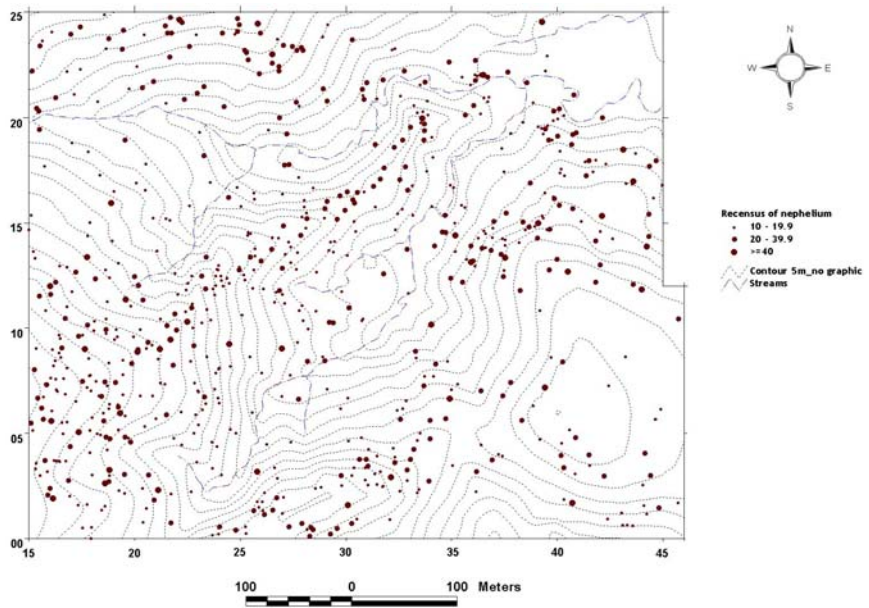 25
20
15
10
05
00
15
20
25
30
35
40
45
N
W
E
S
Recensus of nephelium
10 - 19.9
20 - 39.9
>=40
Contour 5m_no graphic
Streams
100 0 100 Meters